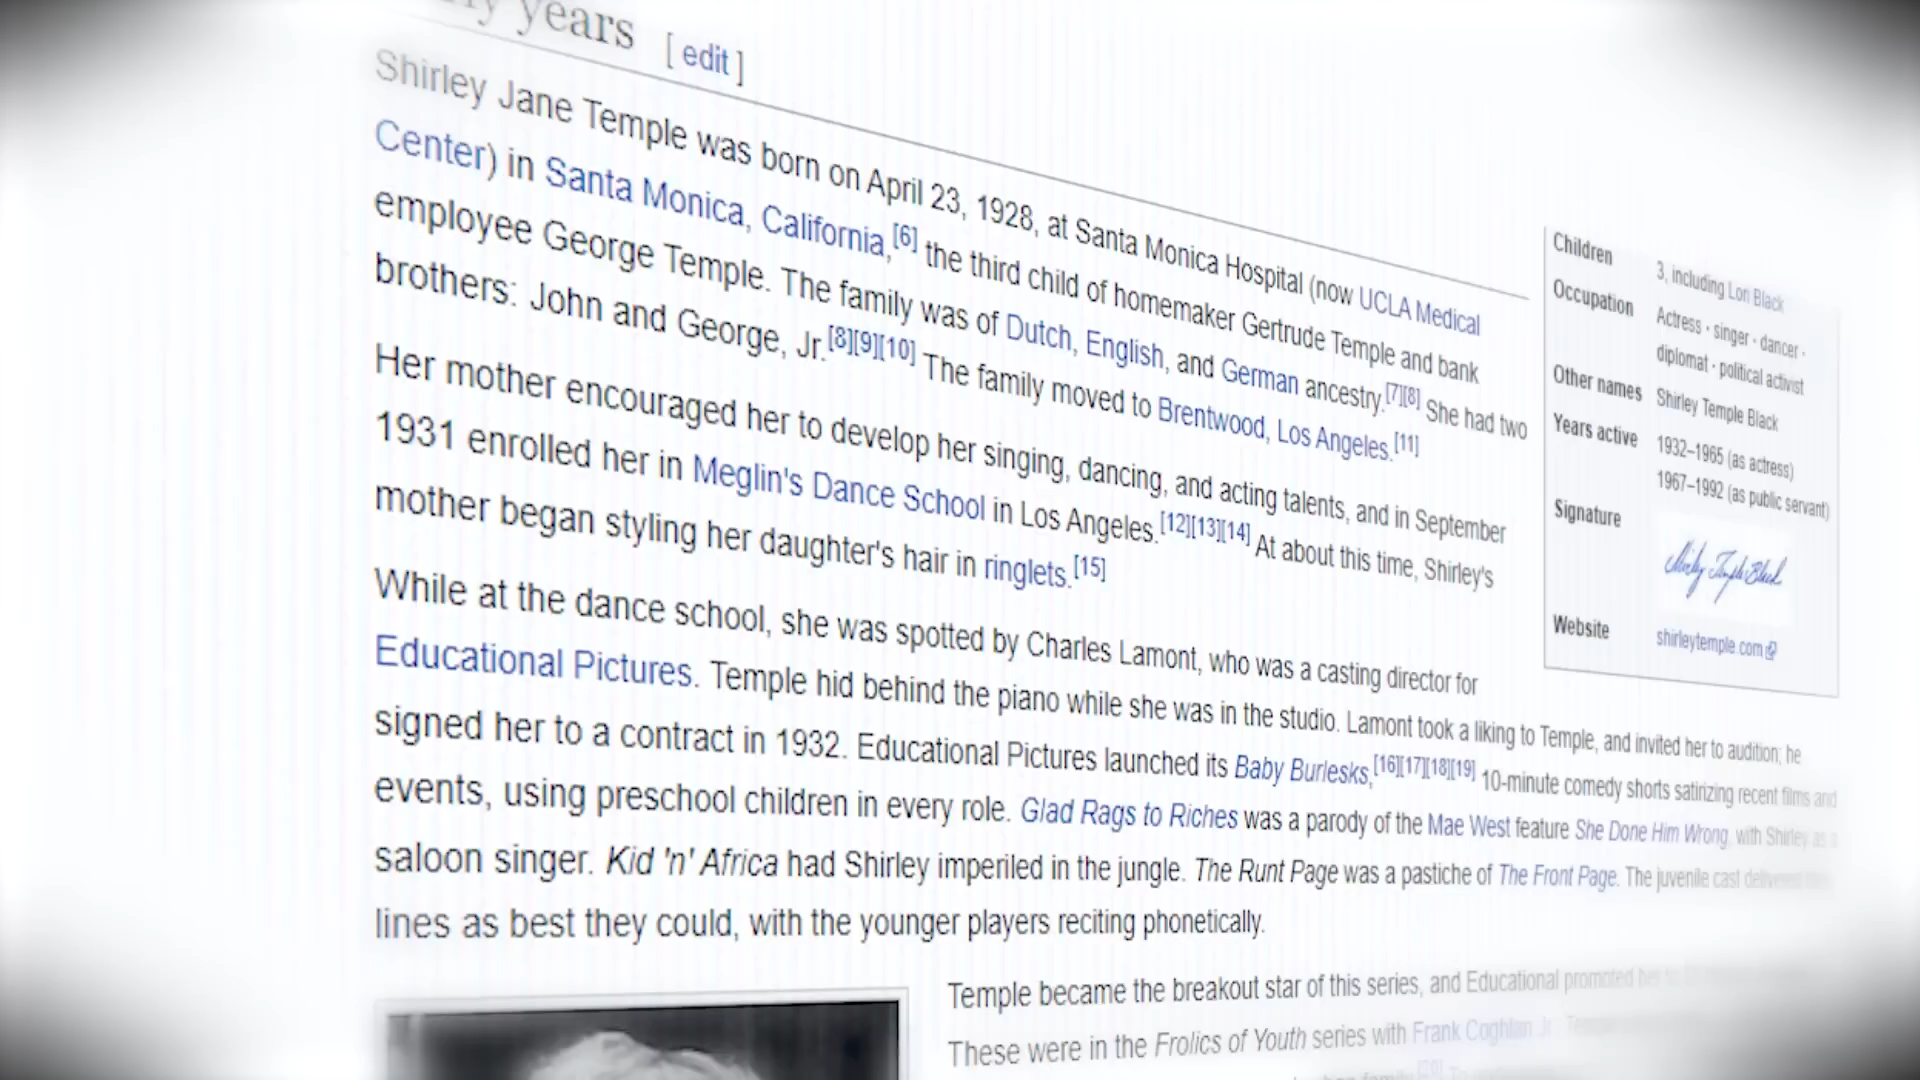 years [ edit ]
Shirley Jane Temple was born on April 23, 1928, at Santa Monica Hospital (now UCLA Medical
Center) in Santa Monica, California,[6] the third child of homemaker Gertrude Temple and bank
employee George Temple. The family was of Dutch, English, and German ancestry.[7][8] She had two
brothers: John and George, Jr.[8][9][10] The family moved to Brentwood, Los Angeles.[11]
Her mother encouraged her to develop her singing, dancing, and acting talents, and in September
1931 enrolled her in Meglin's Dance School in Los Angeles.[12][13][14] At about this time, Shirley's
mother began styling her daughter's hair in ringlets.[15]
While at the dance school, she was spotted by Charles Lamont, who was a casting director for
Educational Pictures. Temple hid behind the piano while she was in the studio. Lamont took a liking to Temple, and invited her to audition; he
signed her to a contract in 1932. Educational Pictures launched its Baby Burlesks,[16][17][18][19] 10-minute comedy shorts satirizing recent films and
events, using preschool children in every role. Glad Rags to Riches was a parody of the Mae West feature She Done Him Wrong, with Shirley as a
saloon singer. Kid 'n' Africa had Shirley imperiled in the jungle. The Runt Page was a pastiche of The Front Page. The juvenile cast delivered
lines as best they could, with the younger players reciting phonetically.
Temple became the breakout star of this series, and Educational promoted her to
These were in the Frolics of Youth series with Frank Coghlan Jr.
Children 3, including Lori Black
Occupation Actress · singer · dancer ·
diplomat · political activist
Other names Shirley Temple Black
Years active 1932–1965 (as actress)
1967–1992 (as public servant)
Signature
Shirley Temple Black
Website shirleytemple.com